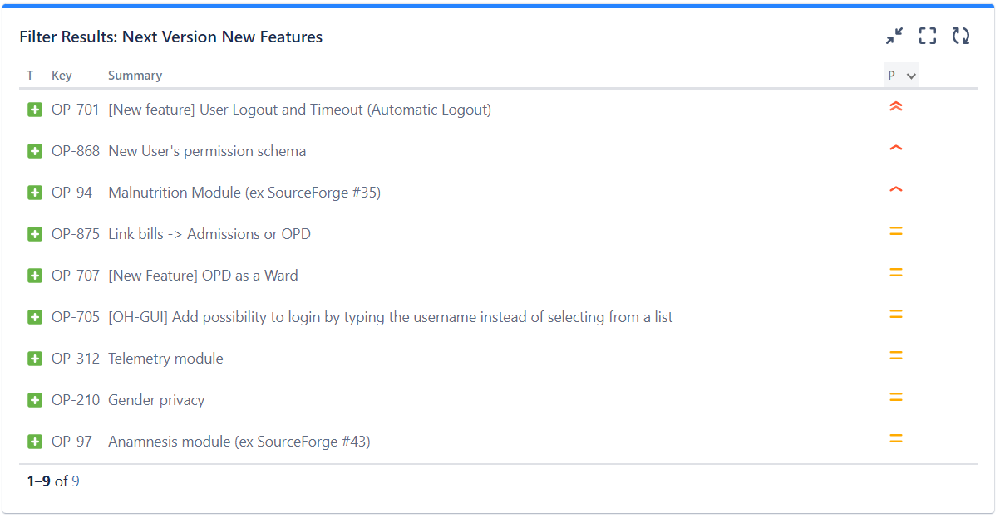 Filter Results: Next Version New Features
T Key Summary P
OP-701 [New feature] User Logout and Timeout (Automatic Logout)
OP-868 New User's permission schema
OP-94 Malnutrition Module (ex SourceForge #35)
OP-875 Link bills -> Admissions or OPD
OP-707 [New Feature] OPD as a Ward
OP-705 [OH-GUI] Add possibility to login by typing the username instead of selecting from a list
OP-312 Telemetry module
OP-210 Gender privacy
OP-97 Anamnesis module (ex SourceForge #43)
1–9 of 9